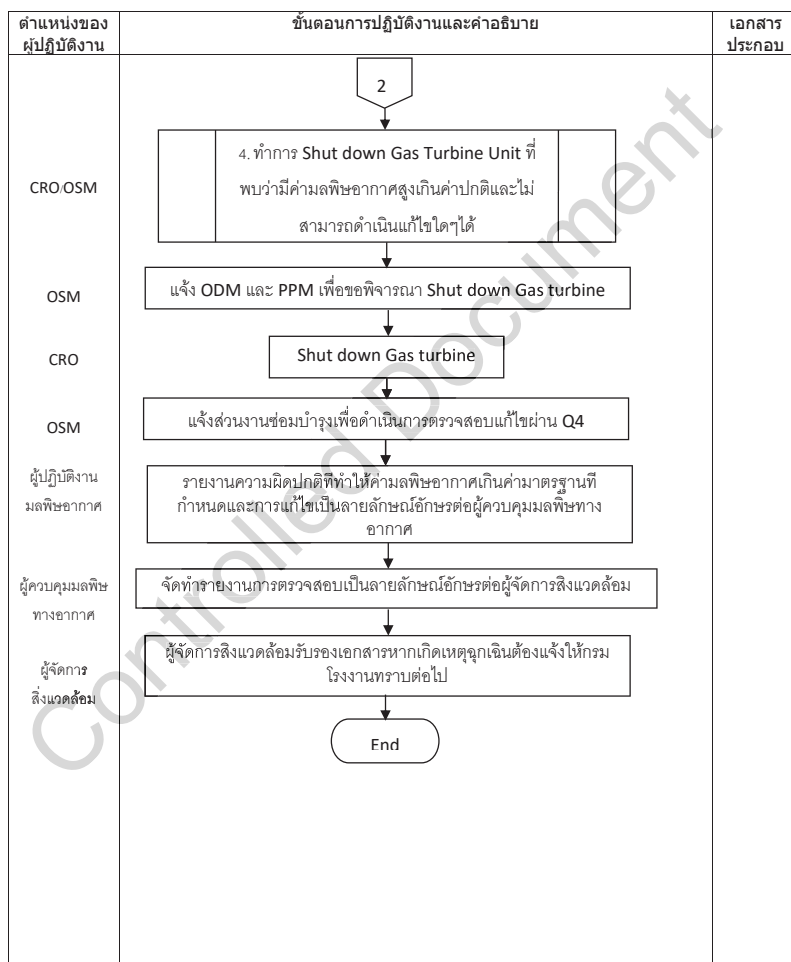 ตำแหน่งของ
ผู้ปฏิบัติงาน
ขั้นตอนการปฏิบัติงานและคำอธิบาย
เอกสาร
ประกอบ
2
CRO/OSM
4. ทำการ Shut down Gas Turbine Unit ที่
พบว่ามีค่ามลพิษอากาศสูงเกินค่าปกติและไม่
สามารถดำเนินแก้ไขใดๆได้
OSM
แจ้ง ODM และ PPM เพื่อขอพิจารณา Shut down Gas turbine
CRO
Shut down Gas turbine
OSM
แจ้งส่วนงานซ่อมบำรุงเพื่อดำเนินการตรวจสอบแก้ไขผ่าน Q4
ผู้ปฏิบัติงาน
มลพิษอากาศ
รายงานความผิดปกติที่ทำให้ค่ามลพิษอากาศเกินค่ามาตรฐานที่
กำหนดและการแก้ไขเป็นลายลักษณ์อักษรต่อผู้ควบคุมมลพิษทาง
อากาศ
ผู้ควบคุมมลพิษ
ทางอากาศ
จัดทำรายงานการตรวจสอบเป็นลายลักษณ์อักษรต่อผู้จัดการสิ่งแวดล้อม
ผู้จัดการ
สิ่งแวดล้อม
ผู้จัดการสิ่งแวดล้อมรับรองเอกสารหากเกิดเหตุฉุกเฉินต้องแจ้งให้กรม
โรงงานทราบต่อไป
End
Controlled Document